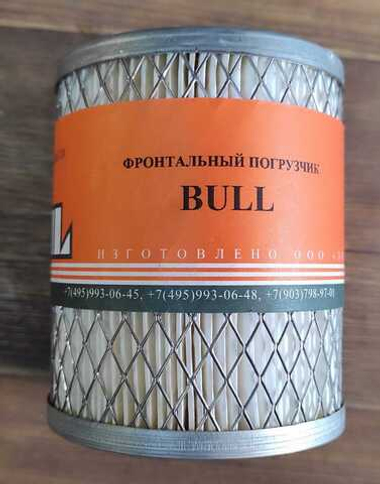 ФРОНТАЛЬНЫЙ ПОГРУЗЧИК
BULL
ИЗГОТОВЛЕНО ООО
+7(495)993-06-45, +7(495)993-06-48, +7(903)798-97-01